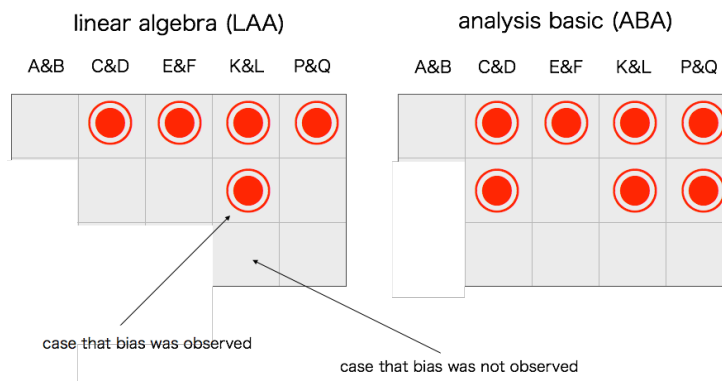 linear algebra (LAA)
analysis basic (ABA)
A&B C&D E&F K&L P&Q
A&B C&D E&F K&L P&Q
case that bias was observed
case that bias was not observed